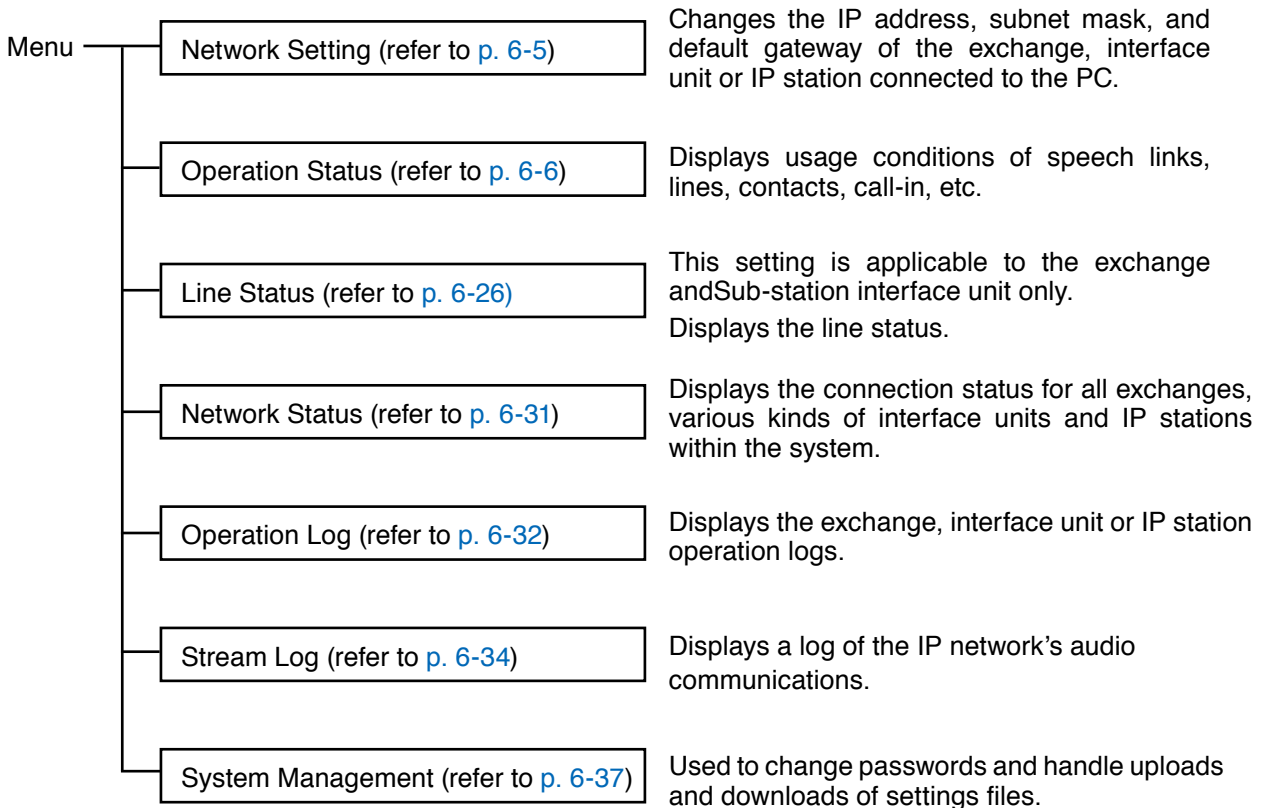 Menu
Network Setting (refer to p. 6-5)
Changes the IP address, subnet mask, and
default gateway of the exchange, interface
unit or IP station connected to the PC.
Operation Status (refer to p. 6-6)
Displays usage conditions of speech links,
lines, contacts, call-in, etc.
Line Status (refer to p. 6-26)
This setting is applicable to the exchange
andSub-station interface unit only.
Displays the line status.
Network Status (refer to p. 6-31)
Displays the connection status for all exchanges,
various kinds of interface units and IP stations
within the system.
Operation Log (refer to p. 6-32)
Displays the exchange, interface unit or IP station
operation logs.
Stream Log (refer to p. 6-34)
Displays a log of the IP network’s audio
communications.
System Management (refer to p. 6-37)
Used to change passwords and handle uploads
and downloads of settings files.